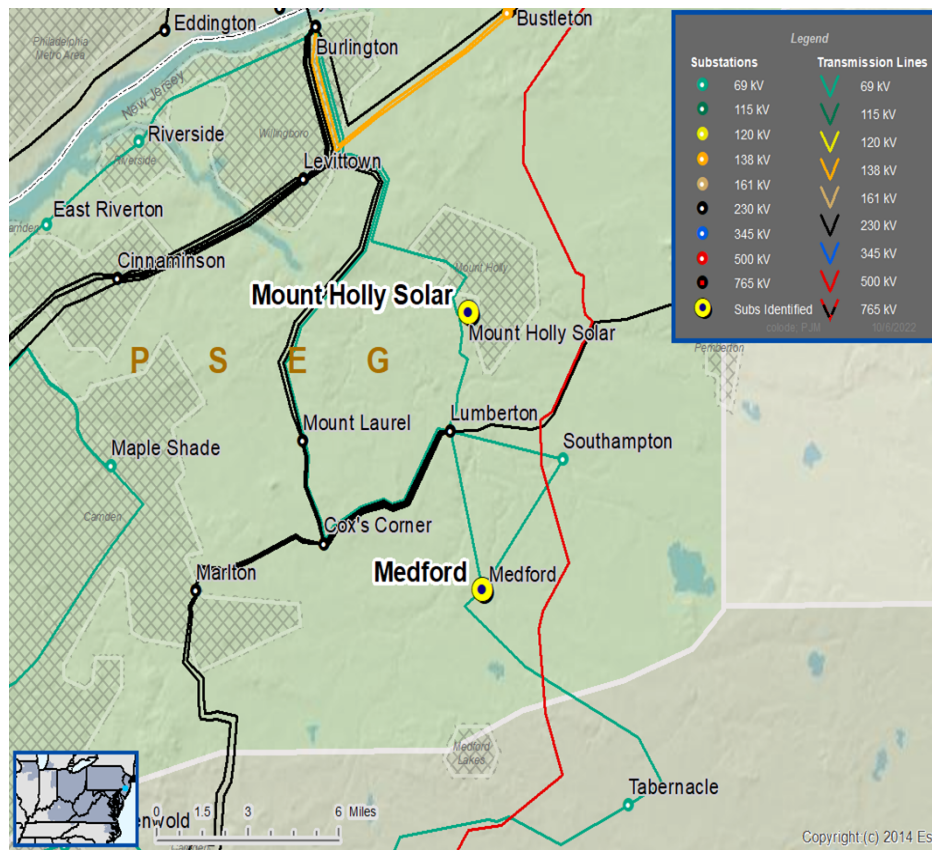 Eddington
Bustleton
Philadelphia
Metro Area
Burlington
New Jersey
Riverside
Riverside
Willingboro
Levittown
East Riverton
Cinnaminson
Mount Holly
Mount Holly Solar
Mount Holly Solar
P S E G
Pemberton
Lumberton
Mount Laurel
Southampton
Maple Shade
Camden
Cox's Corner
Medford
Medford
Marlton
Medford
Lakes
Tabernacle
enwold
0 1.5 3 6 Miles
Copyright (c) 2014 Es
Legend
Substations
69 kV
115 kV
120 kV
138 kV
161 kV
230 kV
345 kV
500 kV
765 kV
Subs Identified
Transmission Lines
69 kV
115 kV
120 kV
138 kV
161 kV
230 kV
345 kV
500 kV
765 kV
colode: PJM 10/6/2022